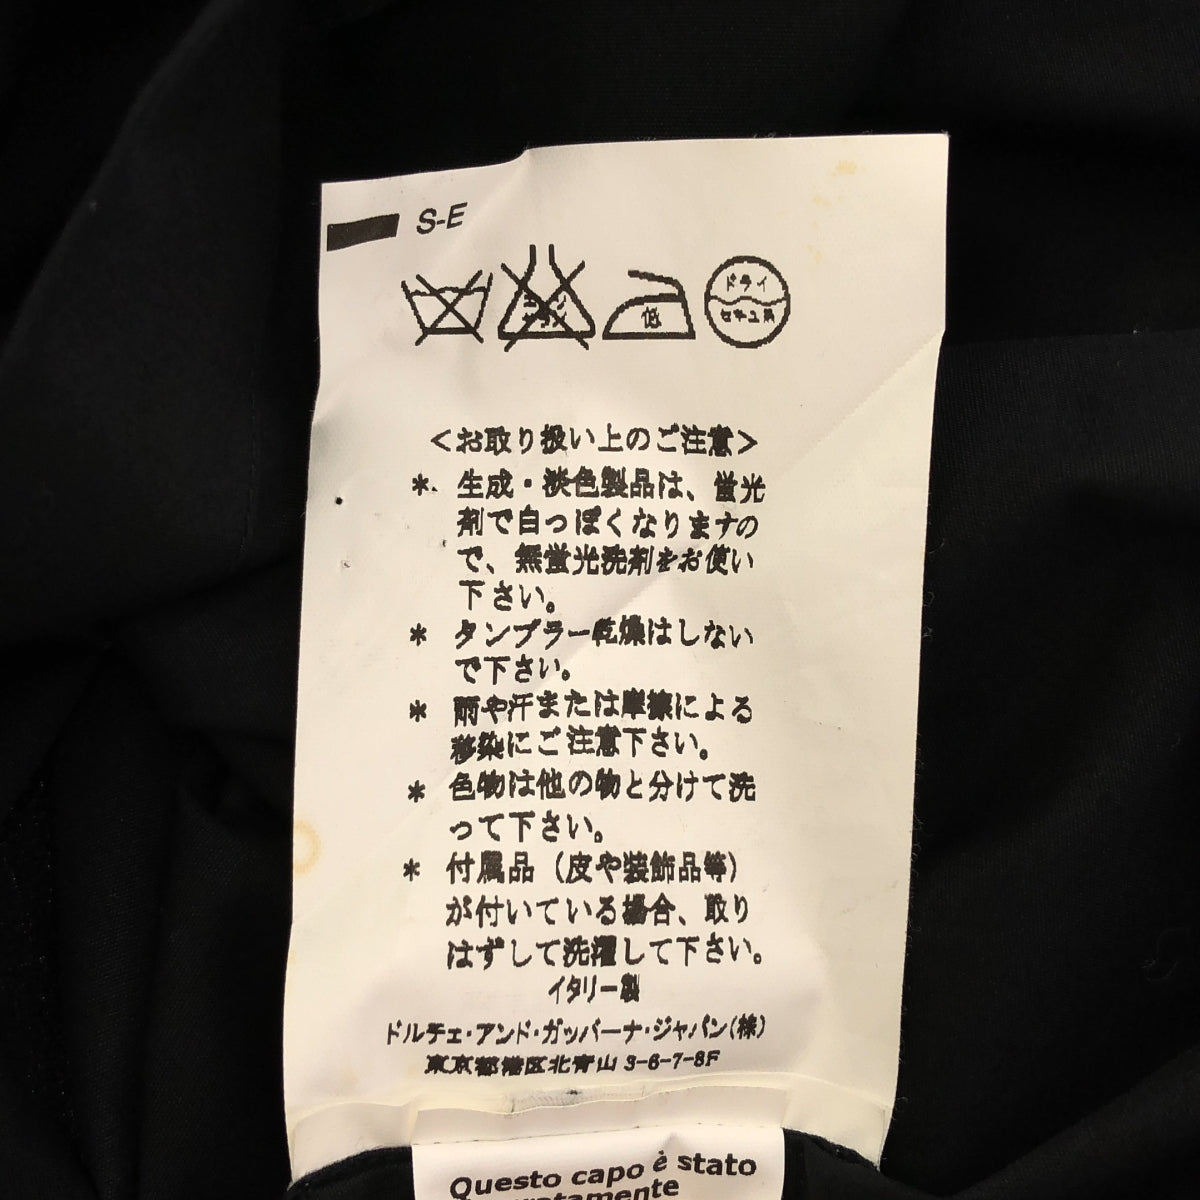 S-E
低
ドライ
セキユ系
<お取り扱い上のご注意>
*. 生成・淡色製品は、蛍光
剤で白っぽくなりますの
で、無蛍光洗剤をお使い
下さい。
* タンブラー乾燥はしない
で下さい。
* 雨や汗または摩擦による
移染にご注意下さい。
* 色物は他の物と分けて洗
って下さい。
* 付属品（皮や装飾品等）
が付いている場合、取り
はずして洗濯して下さい。
イタリー製
ドルチェ・アンド・ガッバーナ・ジャパン(株)
東京都港区北青山 3-6-7-8F
Questo capo è stato